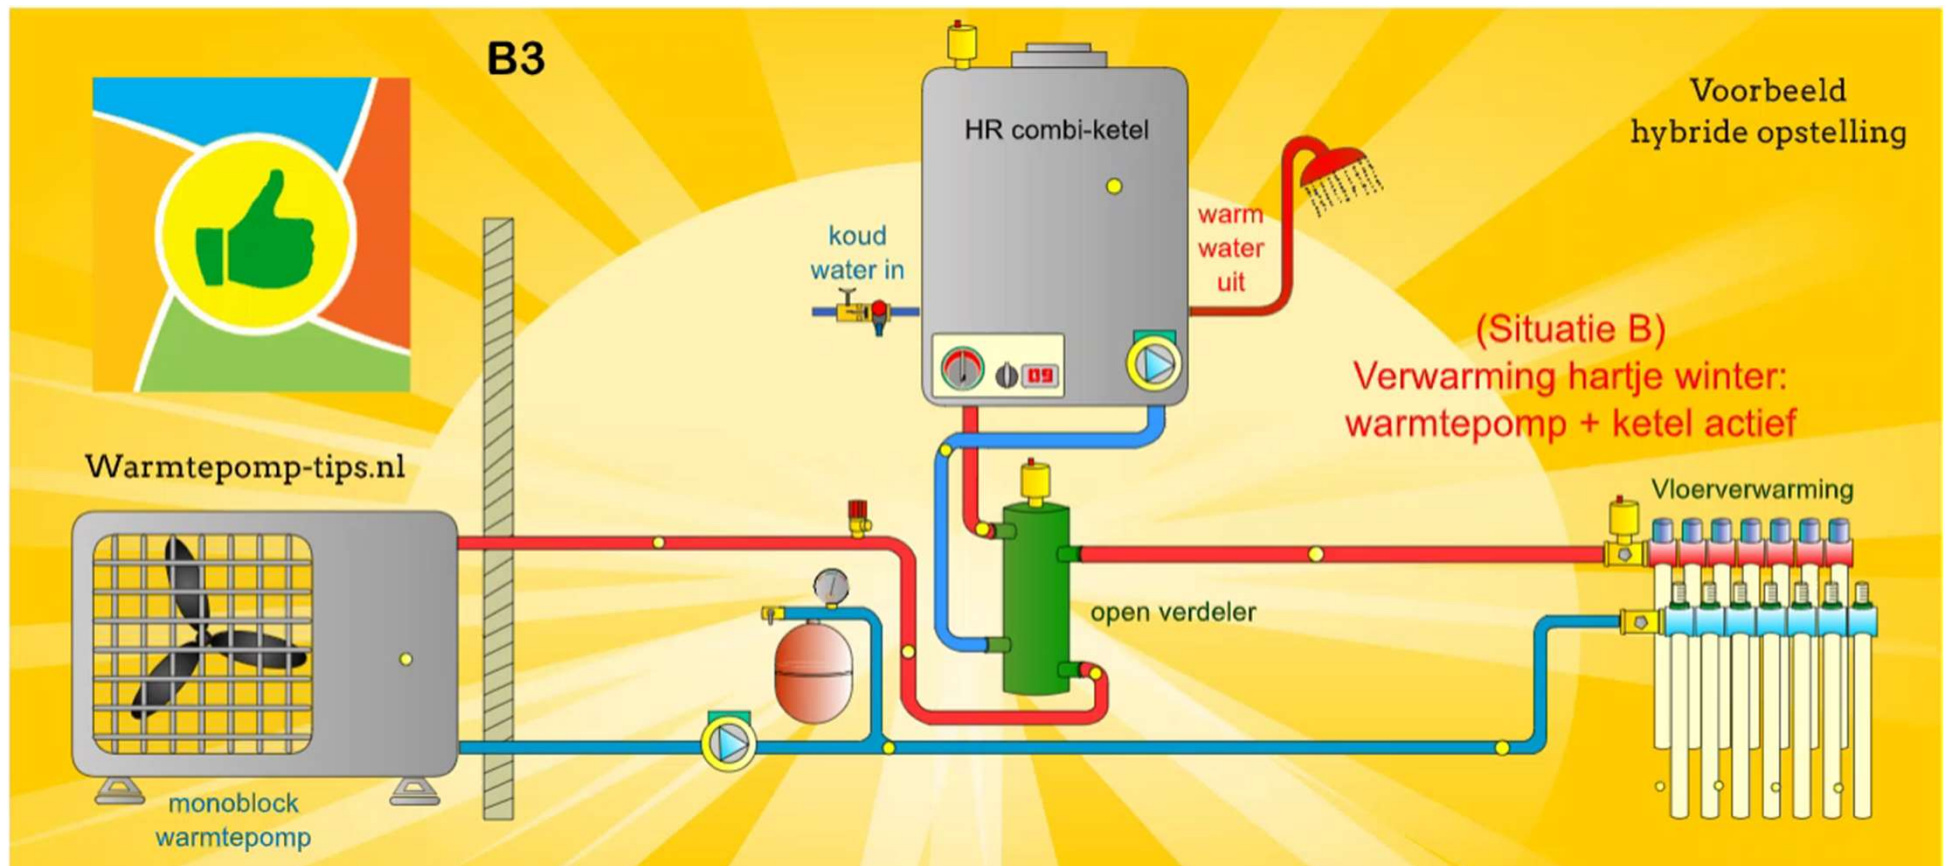 B3
Voorbeeld
hybride opstelling
HR combi-ketel
koud
water in
warm
water
uit
09
(Situatie B)
Verwarming hartje winter:
warmtepomp + ketel actief
Warmtepomp-tips.nl
Vloerverwarming
open verdeler
monoblock
warmtepomp